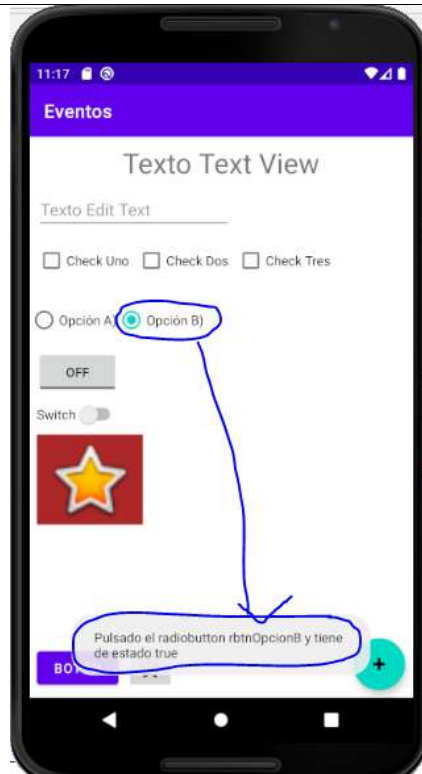 11:17
Eventos
Texto Text View
Texto Edit Text
Check Uno Check Dos Check Tres
Opción A) Opción B)
OFF
Switch
Pulsado el radiobutton rbtnOpcionB y tiene
de estado true
+